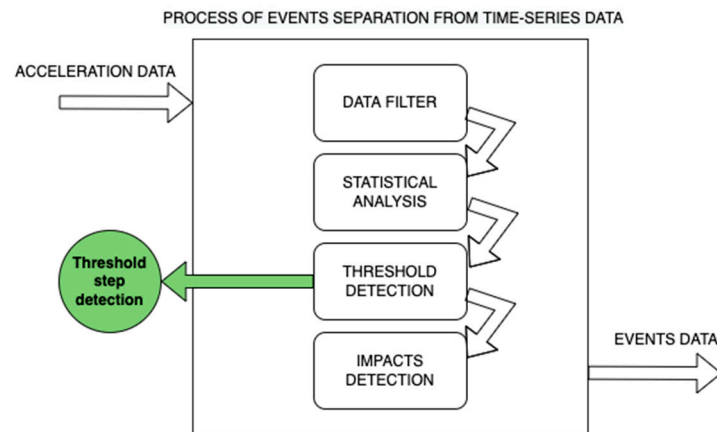 PROCESS OF EVENTS SEPARATION FROM TIME-SERIES DATA
ACCELERATION DATA
DATA FILTER
STATISTICAL
ANALYSIS
Threshold
step
detection
THRESHOLD
DETECTION
EVENTS DATA
IMPACTS
DETECTION